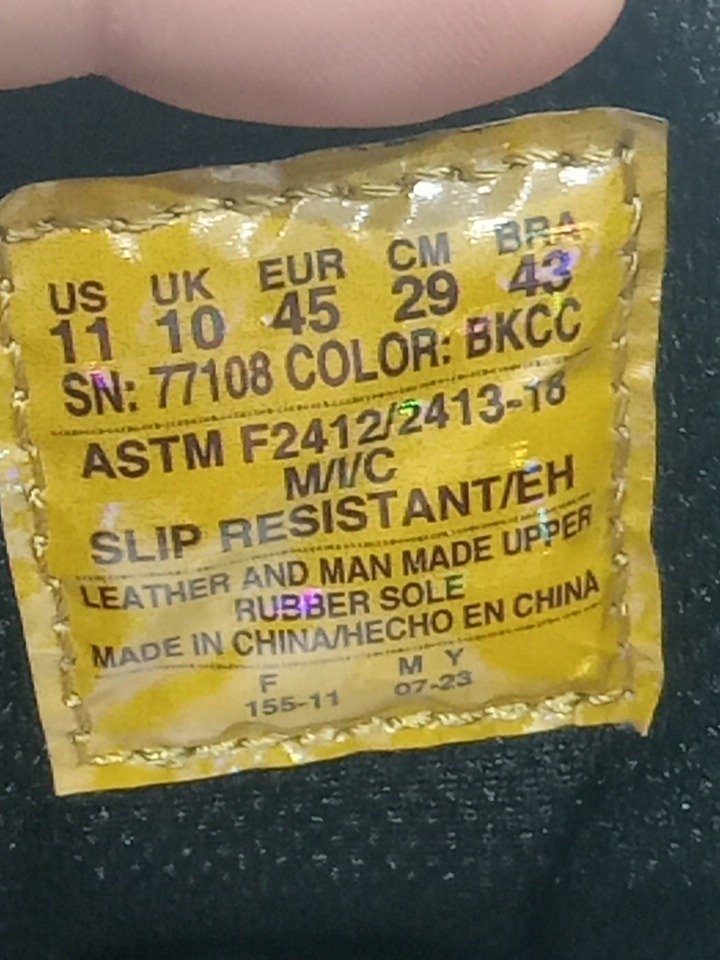 US UK EUR CM BRA
11 10 45 29 43
SN: 77108 COLOR: BKCC
ASTM F2412/2413-18
M/I/C
SLIP RESISTANT/EH
LEATHER AND MAN MADE UPPER
RUBBER SOLE
MADE IN CHINA/HECHO EN CHINA
F M Y
155-11 07-23